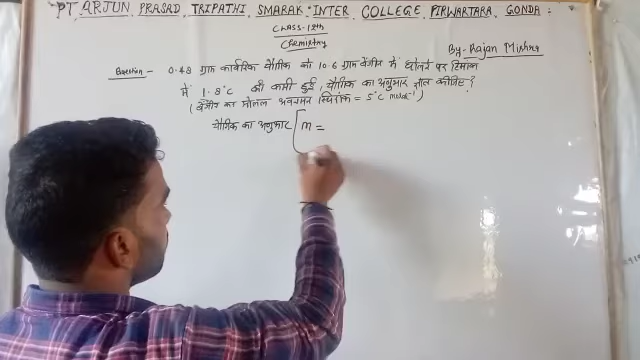 PT ARJUN PRASAD TRIPATHI SMARAK INTER COLLEGE PIRWARTARA GONDA :
CLASS-12th
Chemistry
By- Rajan Mishra
Question - 0.48 ग्राम कार्बनिक यौगिक को 10.6 ग्राम बेंजीन में घोलने पर हिमांक
में 1.8°C की कमी हुई, यौगिक का अणुभार ज्ञात कीजिए?
(बेंजीन का मोलल अवनमन स्थिरांक = 5°C mol⁻¹)
यौगिक का अणुभार [m =